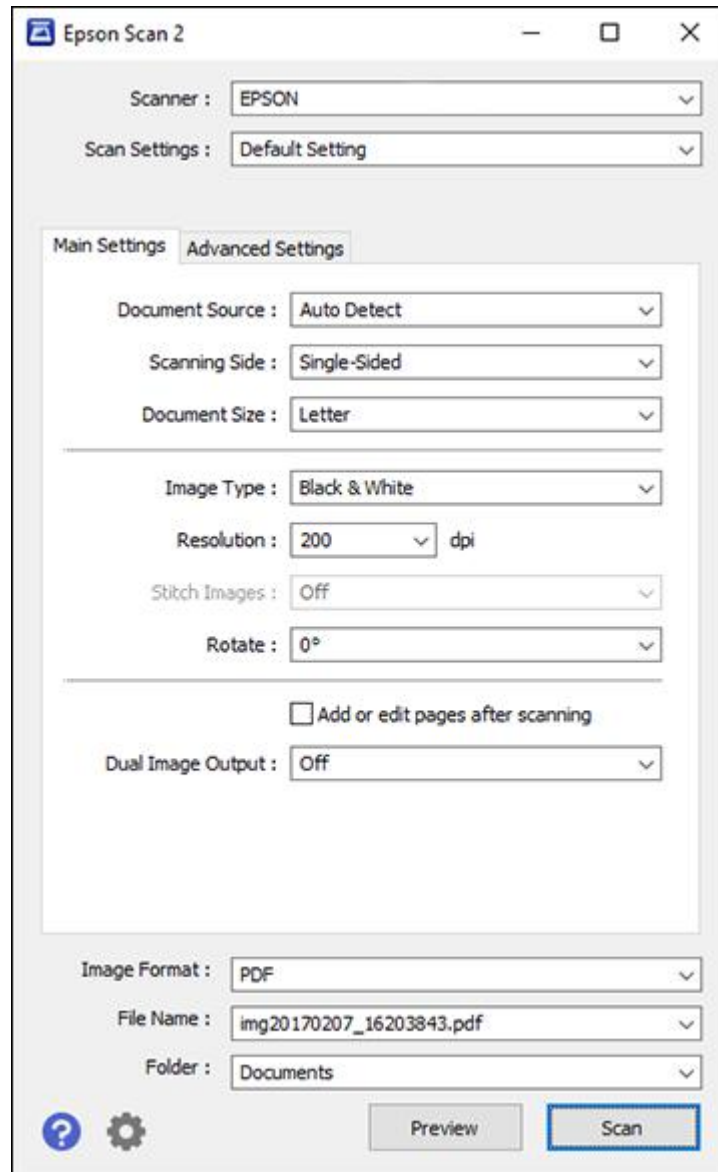 Epson Scan 2
Scanner : EPSON
Scan Settings : Default Setting
Main Settings Advanced Settings
Document Source : Auto Detect
Scanning Side : Single-Sided
Document Size : Letter
Image Type : Black & White
Resolution : 200 dpi
Stitch Images : Off
Rotate : 0°
Add or edit pages after scanning
Dual Image Output : Off
Image Format : PDF
File Name : img20170207_16203843.pdf
Folder : Documents
? Preview Scan